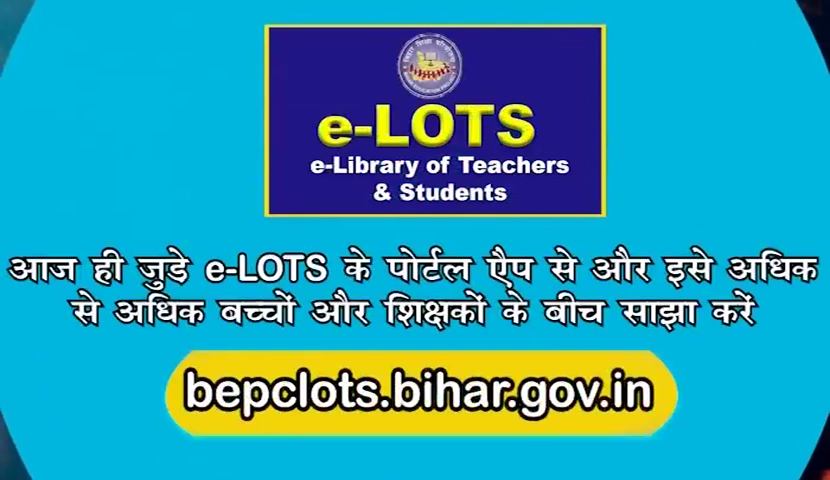 e-LOTS
e-Library of Teachers
& Students
आज ही जुडे e-LOTS के पोर्टल ऐप से और इसे अधिक
से अधिक बच्चों और शिक्षकों के बीच साझा करें
bepclots.bihar.gov.in